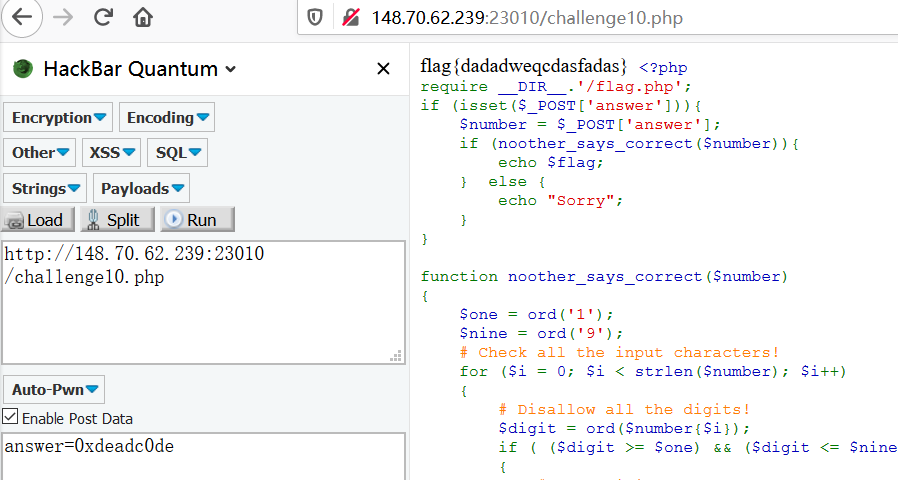 148.70.62.239:23010/challenge10.php
HackBar Quantum
Encryption
Encoding
Other
XSS
SQL
Strings
Payloads
Load
Split
Run
http://148.70.62.239:23010
/challenge10.php
Auto-Pwn
Enable Post Data
answer=0xdeadc0de
flag{dadadweqcdasfadas} <?php
require __DIR__.'/flag.php';
if (isset($_POST['answer'])){
    $number = $_POST['answer'];
    if (noother_says_correct($number)){
        echo $flag;
    }  else {
        echo "Sorry";
    }
}
function noother_says_correct($number)
{
    $one = ord('1');
    $nine = ord('9');
    # Check all the input characters!
    for ($i = 0; $i < strlen($number); $i++)
    {
        # Disallow all the digits!
        $digit = ord($number{$i});
        if ( ($digit >= $one) && ($digit <= $nine
        {